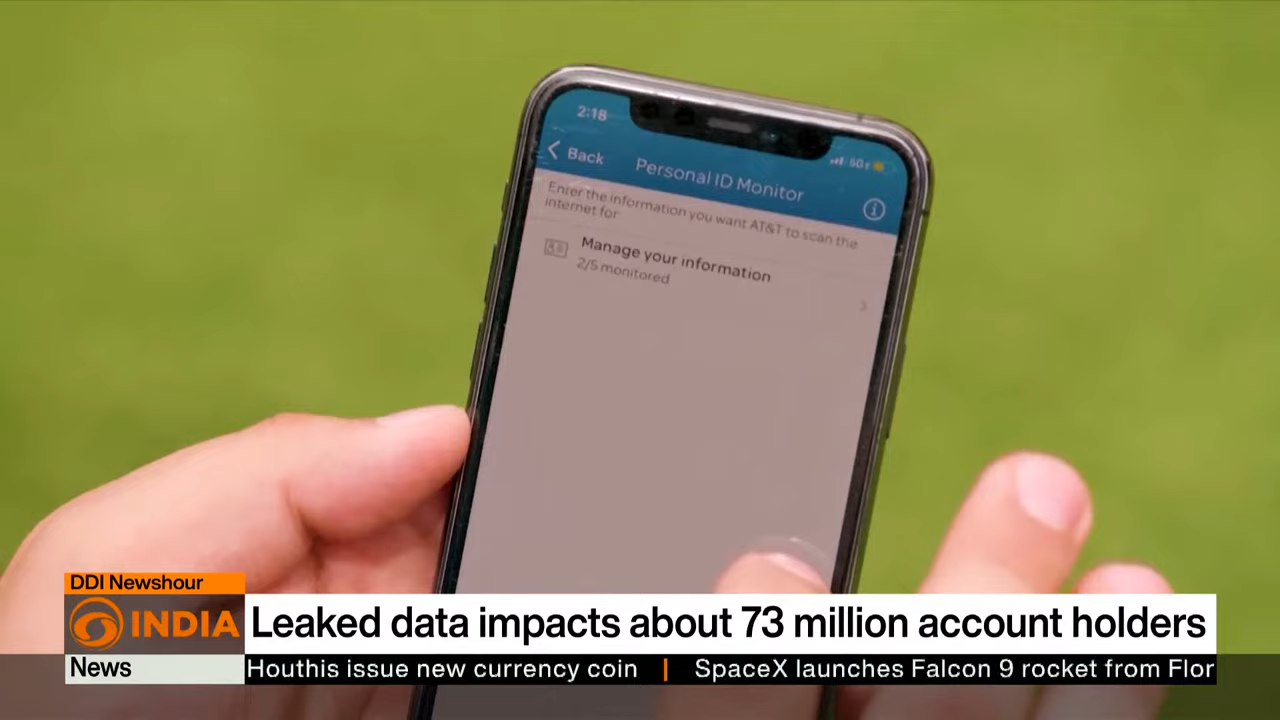 2:18
Back
Personal ID Monitor
Enter the information you want AT&T to scan the
internet for
Manage your information
2/5 monitored
DDI Newshour
INDIA
Leaked data impacts about 73 million account holders
News
Houthis issue new currency coin | SpaceX launches Falcon 9 rocket from Flor